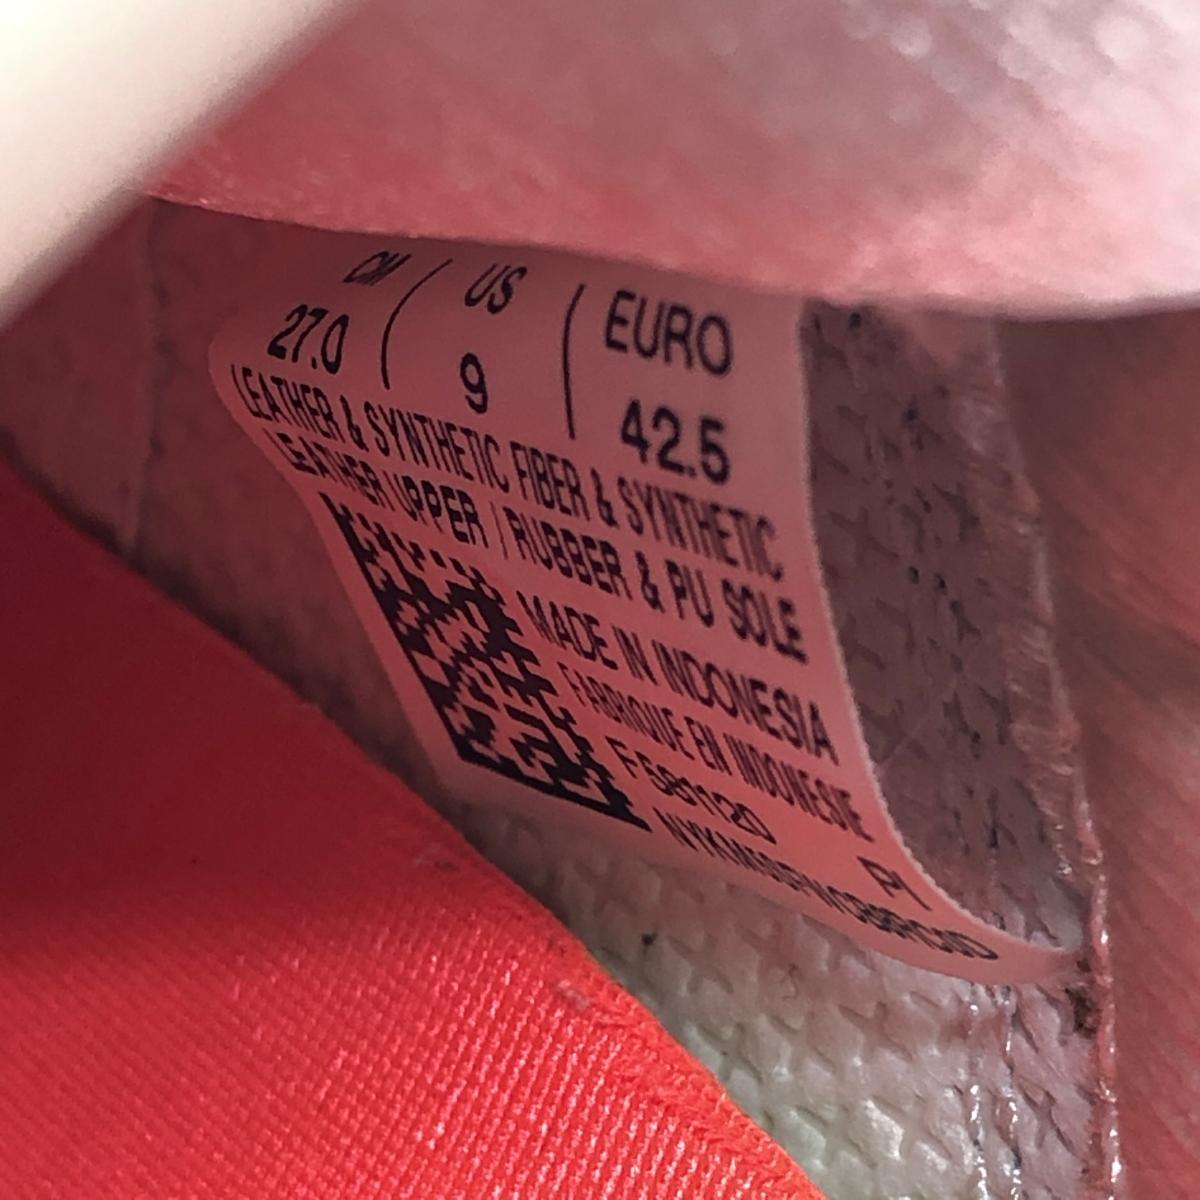 CM / US / EURO
27.0 9 42.5
LEATHER & SYNTHETIC FIBER & SYNTHETIC
LEATHER UPPER / RUBBER & PU SOLE
MADE IN INDONESIA
FABRIQUE EN INDONESIE
PI